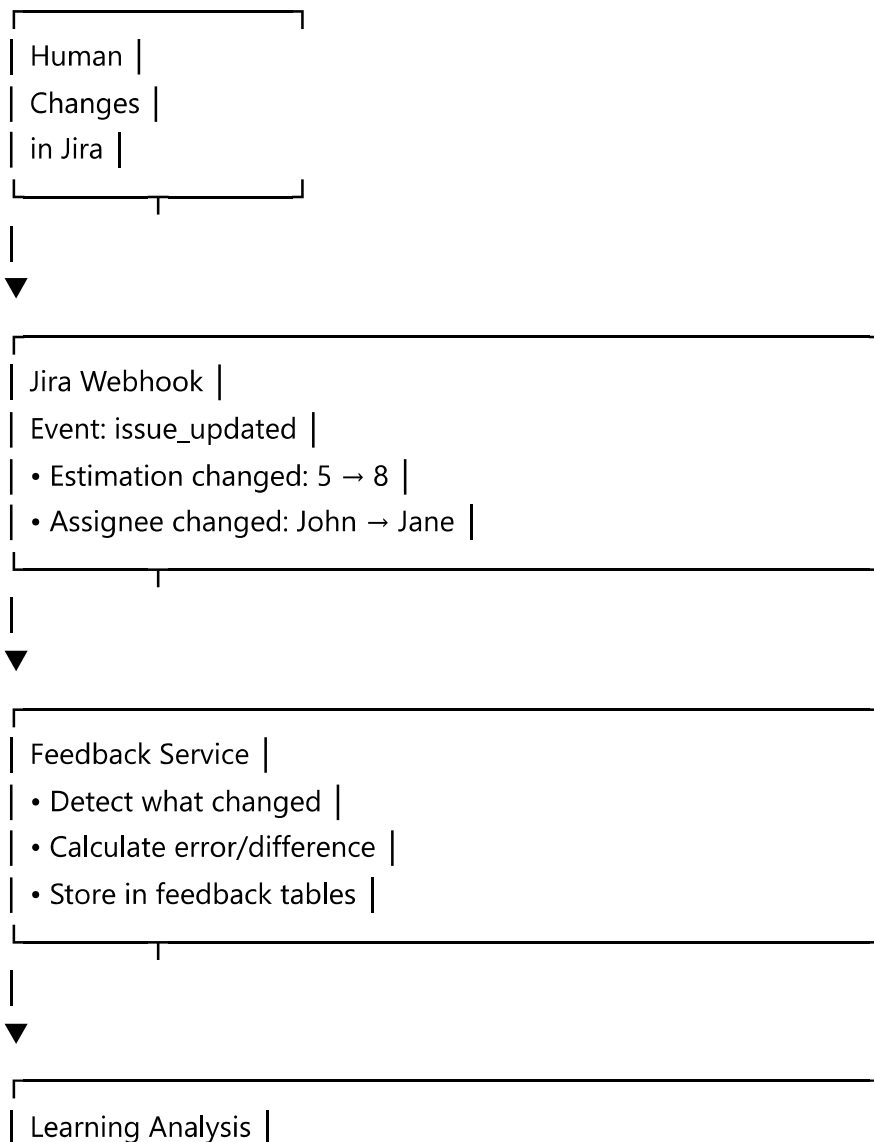 Human
Changes
in Jira
▼
Jira Webhook
Event: issue_updated
• Estimation changed: 5 → 8
• Assignee changed: John → Jane
▼
Feedback Service
• Detect what changed
• Calculate error/difference
• Store in feedback tables
▼
Learning Analysis